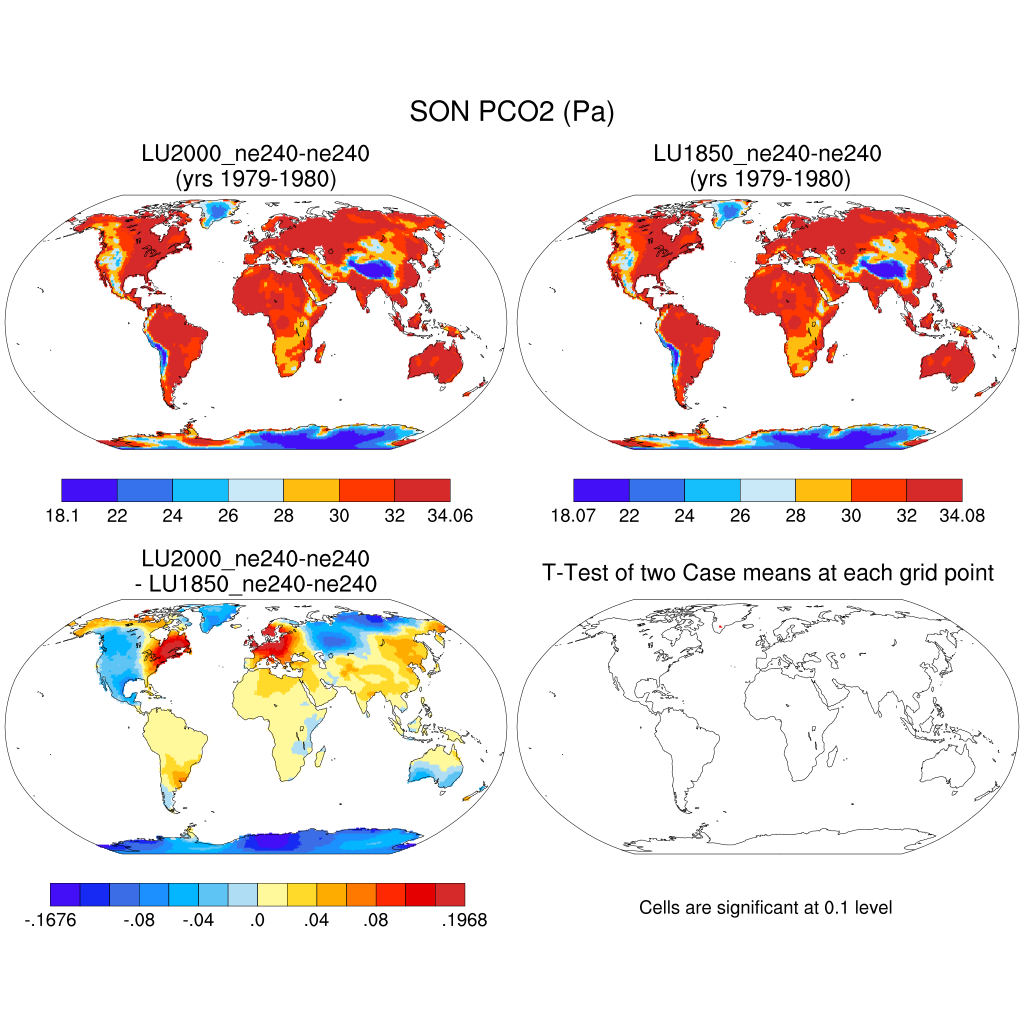 SON PCO2 (Pa)
LU2000_ne240-ne240
(yrs 1979-1980)
LU1850_ne240-ne240
(yrs 1979-1980)
18.1 22 24 26 28 30 32 34.06
18.07 22 24 26 28 30 32 34.08
LU2000_ne240-ne240
- LU1850_ne240-ne240
T-Test of two Case means at each grid point
-.1676 -.08 -.04 .0 .04 .08 .1968
Cells are significant at 0.1 level